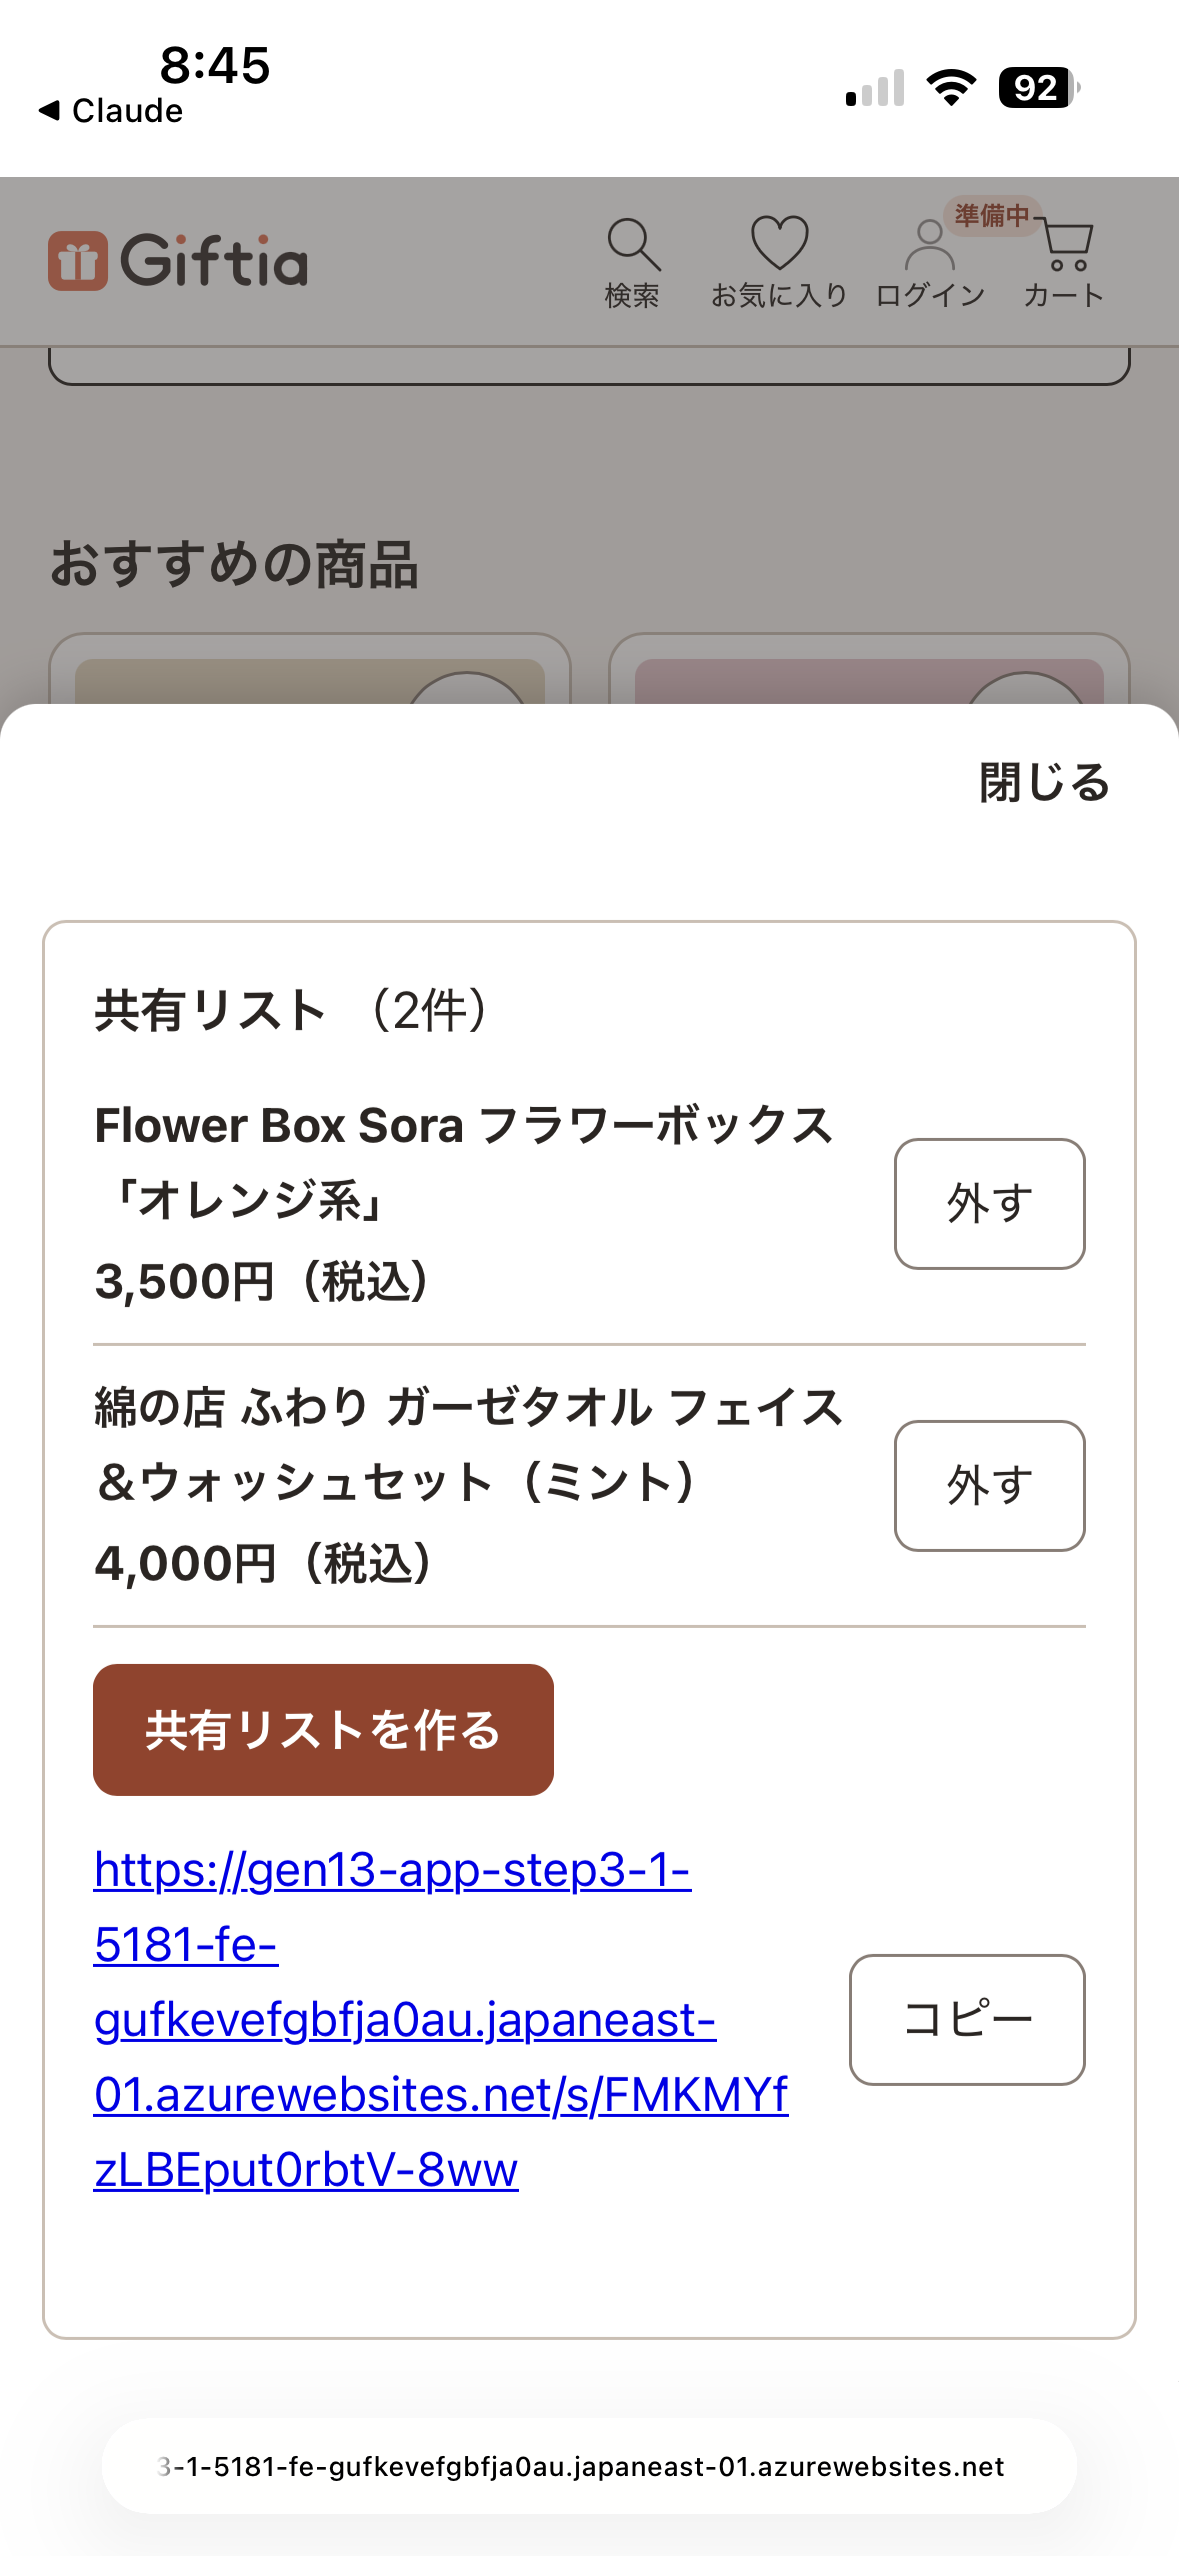 8:45
◀ Claude
92
Giftia
検索
お気に入り
準備中
ログイン
カート
おすすめの商品
閉じる
共有リスト （2件）
Flower Box Sora フラワーボックス
「オレンジ系」
3,500円（税込）
外す
綿の店 ふわり ガーゼタオル フェイス
＆ウォッシュセット（ミント）
4,000円（税込）
外す
共有リストを作る
https://gen13-app-step3-1-
5181-fe-
gufkevefgbfja0au.japaneast-
01.azurewebsites.net/s/FMKMYf
zLBEput0rbtV-8ww
コピー
3-1-5181-fe-gufkevefgbfja0au.japaneast-01.azurewebsites.net